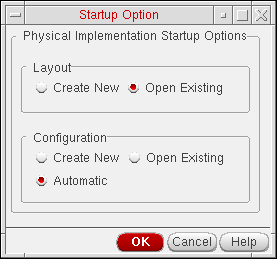 Startup Option
Physical Implementation Startup Options
Layout
Create New Open Existing
Configuration
Create New Open Existing
Automatic
OK Cancel Help